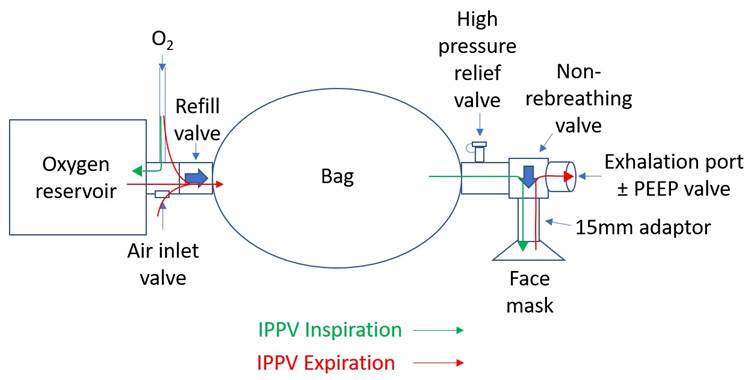 O2
Refill
valve
Oxygen
reservoir
Air inlet
valve
Bag
High
pressure
relief
valve
Non-
rebreathing
valve
Exhalation port
± PEEP valve
15mm adaptor
Face
mask
IPPV Inspiration
IPPV Expiration